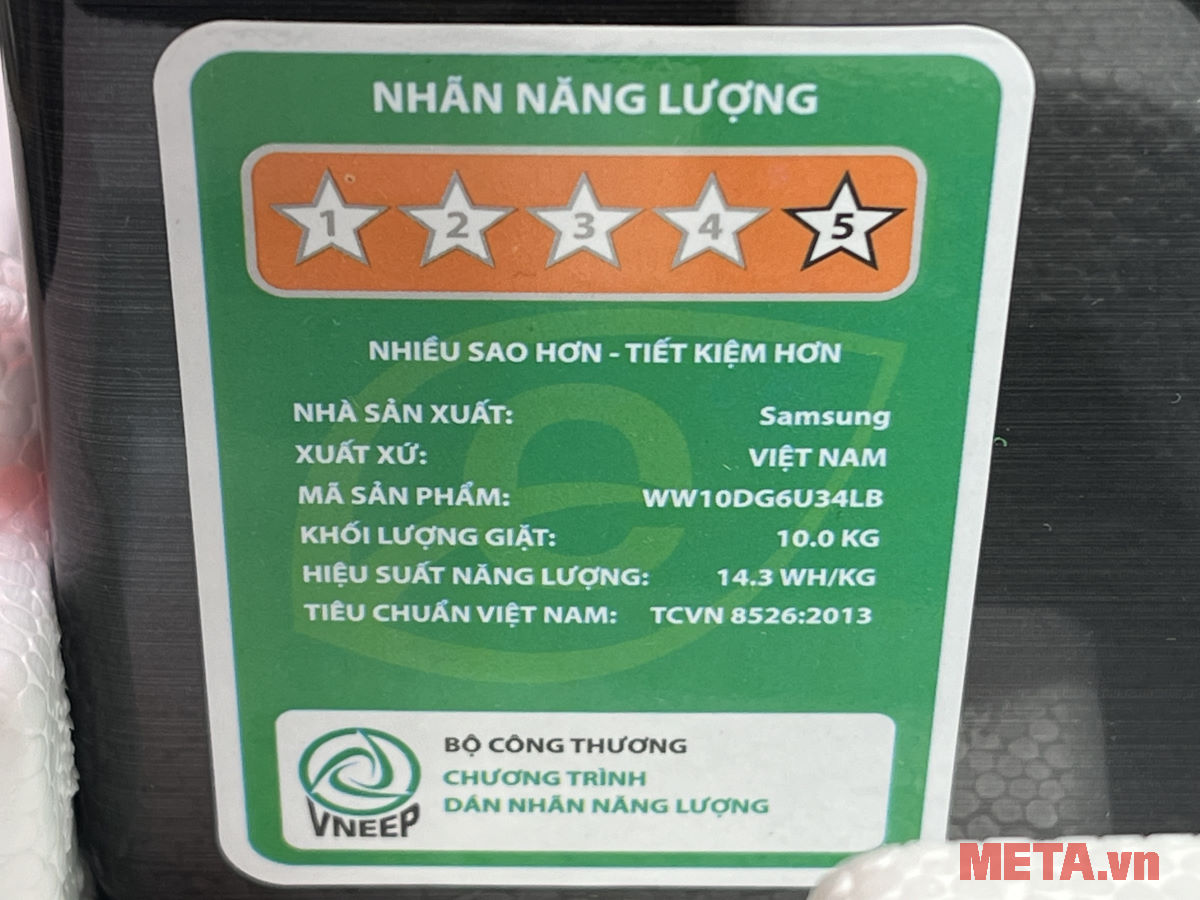 NHÃN NĂNG LƯỢNG
1 2 3 4 5
NHIỀU SAO HƠN - TIẾT KIỆM HƠN
NHÀ SẢN XUẤT: Samsung
XUẤT XỨ: VIỆT NAM
MÃ SẢN PHẨM: WW10DG6U34LB
KHỐI LƯỢNG GIẶT: 10.0 KG
HIỆU SUẤT NĂNG LƯỢNG: 14.3 WH/KG
TIÊU CHUẨN VIỆT NAM: TCVN 8526:2013
BỘ CÔNG THƯƠNG
CHƯƠNG TRÌNH
DÁN NHÃN NĂNG LƯỢNG
VNEEP
META.vn